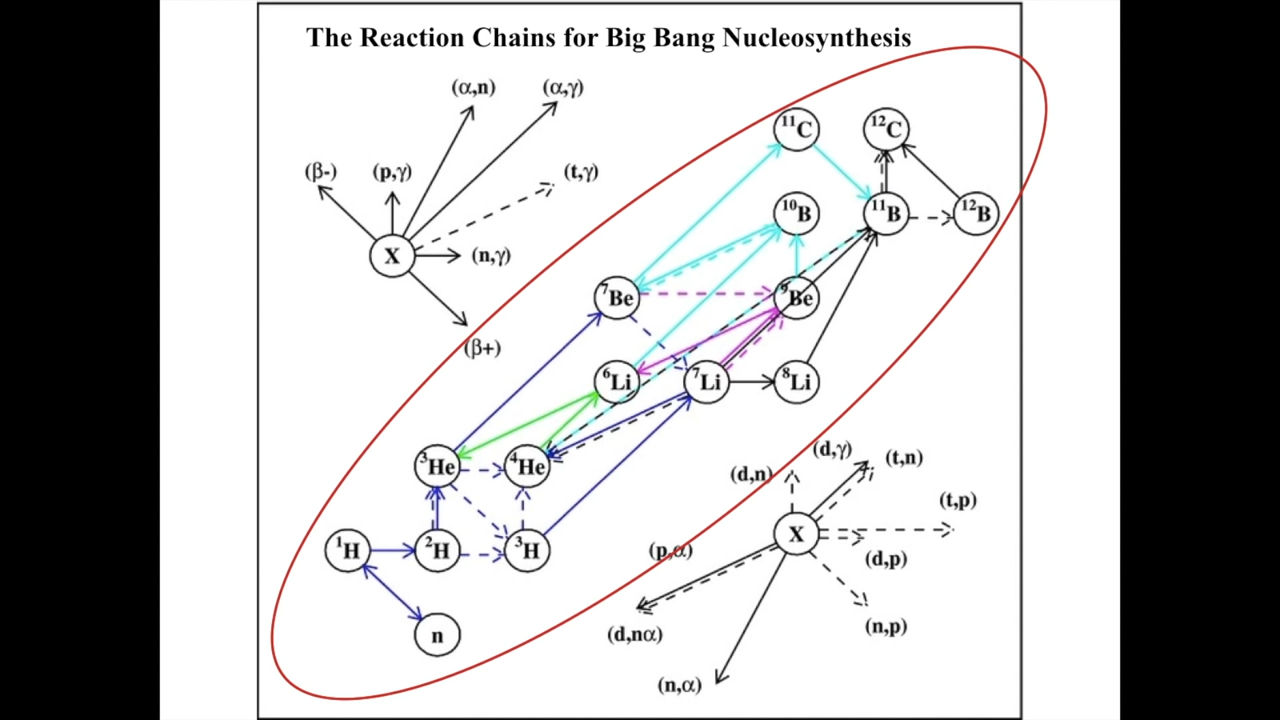 The Reaction Chains for Big Bang Nucleosynthesis
(α,n)
(α,γ)
(β-)
(p,γ)
(t,γ)
X
(n,γ)
(β+)
¹¹C
¹²C
¹⁰B
¹¹B
¹²B
⁷Be
⁹Be
⁶Li
⁷Li
⁸Li
³He
⁴He
¹H
²H
³H
n
(d,n)
(d,γ)
(t,n)
(t,p)
X
(p,α)
(d,p)
(d,nα)
(n,p)
(n,α)